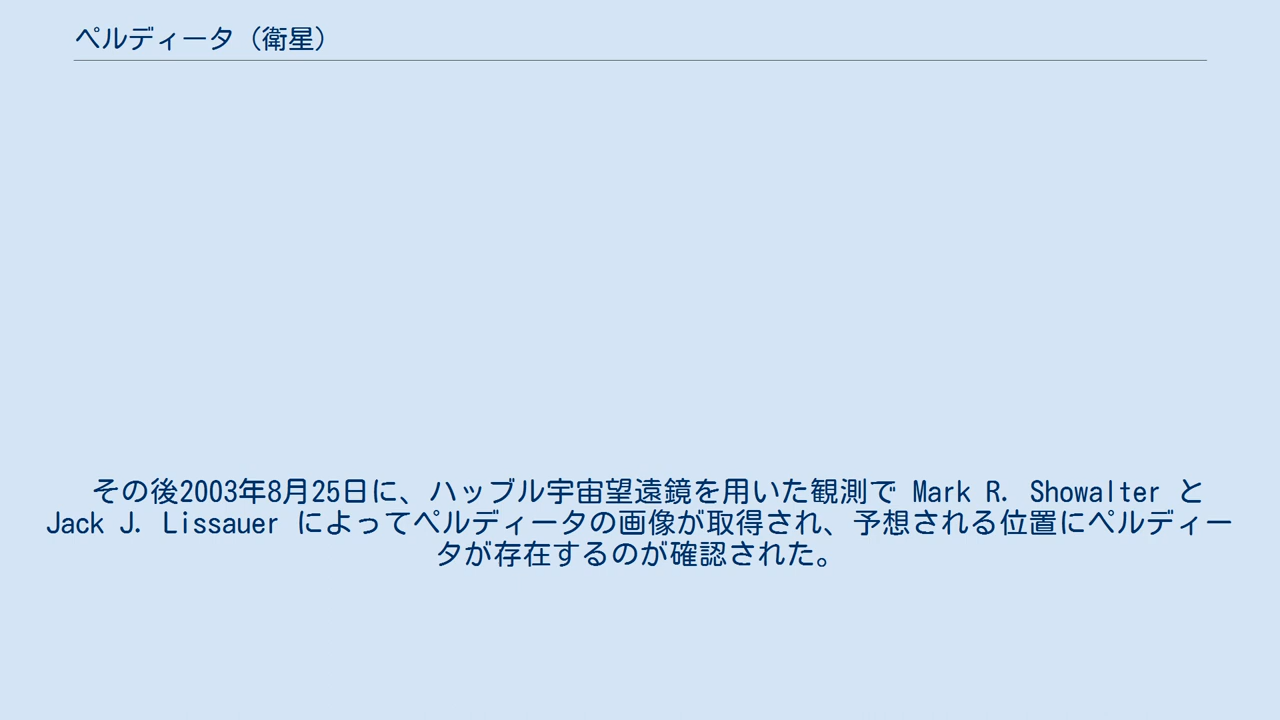 ペルディータ（衛星）
その後2003年8月25日に、ハッブル宇宙望遠鏡を用いた観測で Mark R. Showalter と
Jack J. Lissauer によってペルディータの画像が取得され、予想される位置にペルディー
タが存在するのが確認された。